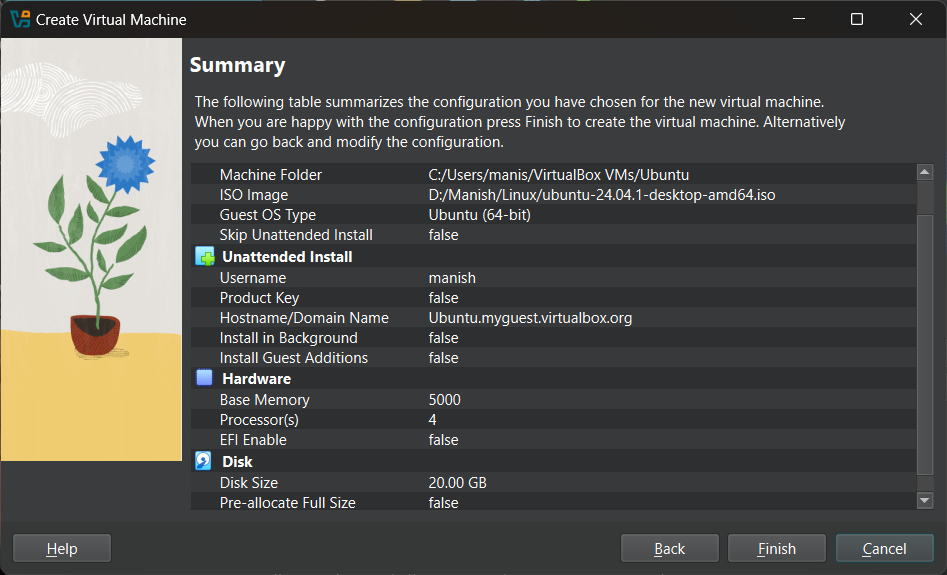 Create Virtual Machine
Summary
The following table summarizes the configuration you have chosen for the new virtual machine.
When you are happy with the configuration press Finish to create the virtual machine. Alternatively
you can go back and modify the configuration.
Machine Folder C:/Users/manis/VirtualBox VMs/Ubuntu
ISO Image D:/Manish/Linux/ubuntu-24.04.1-desktop-amd64.iso
Guest OS Type Ubuntu (64-bit)
Skip Unattended Install false
Unattended Install
Username manish
Product Key false
Hostname/Domain Name Ubuntu.myguest.virtualbox.org
Install in Background false
Install Guest Additions false
Hardware
Base Memory 5000
Processor(s) 4
EFI Enable false
Disk
Disk Size 20.00 GB
Pre-allocate Full Size false
Help Back Finish Cancel